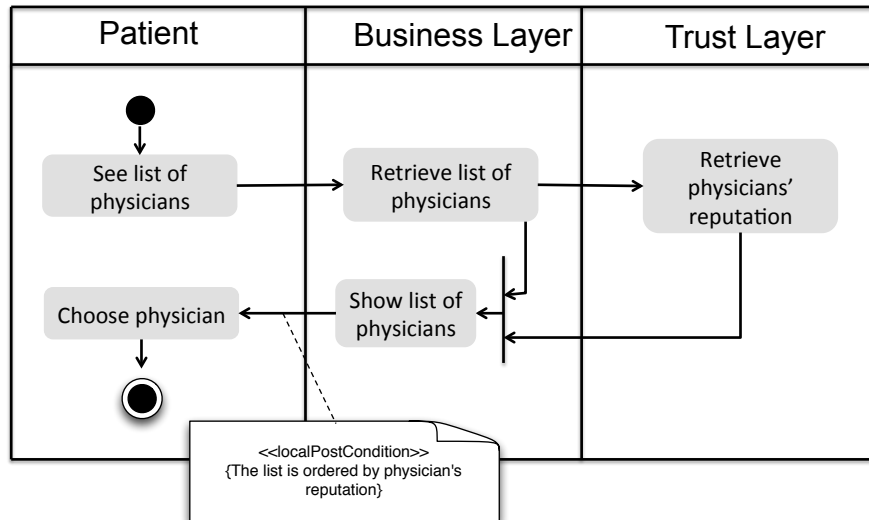 Patient
Business Layer
Trust Layer
See list of
physicians
Retrieve list of
physicians
Retrieve
physicians’
reputation
Choose physician
Show list of
physicians
<<localPostCondition>>
{The list is ordered by physician's
reputation}